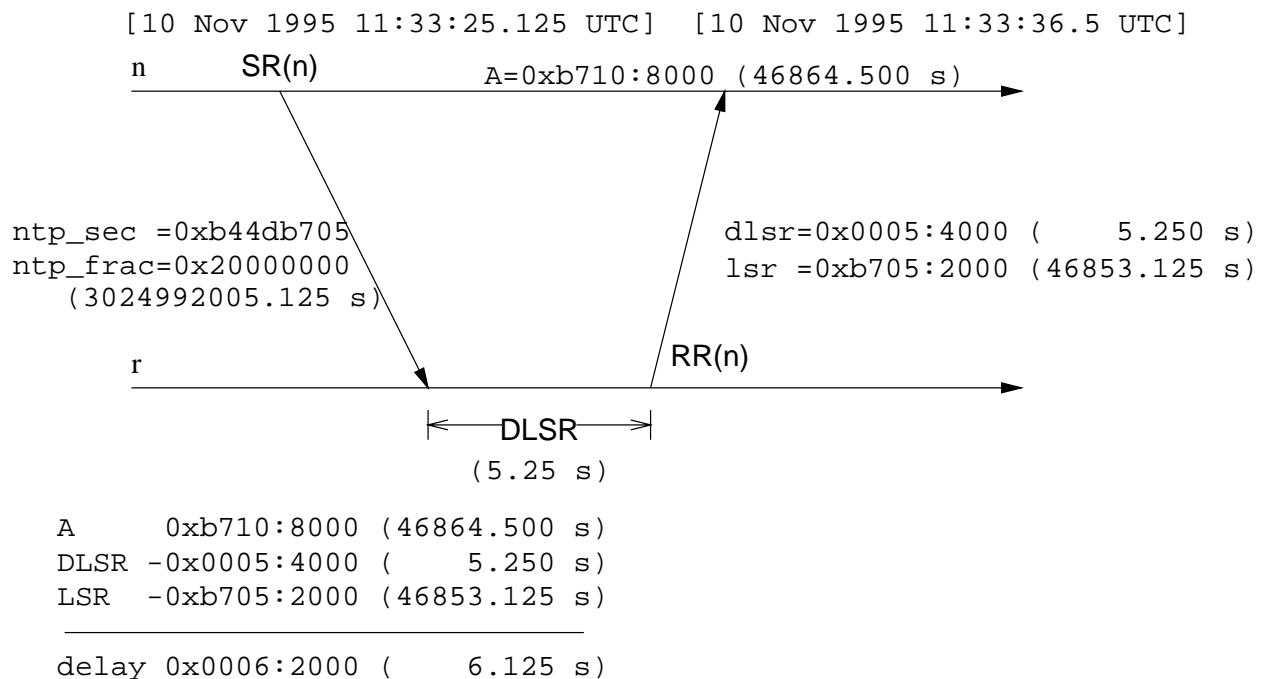 [10 Nov 1995 11:33:25.125 UTC] [10 Nov 1995 11:33:36.5 UTC]
n SR(n) A=0xb710:8000 (46864.500 s)
ntp_sec =0xb44db705 dlsr=0x0005:4000 ( 5.250 s)
ntp_frac=0x20000000 lsr =0xb705:2000 (46853.125 s)
(3024992005.125 s)
r RR(n)
DLSR
(5.25 s)
A 0xb710:8000 (46864.500 s)
DLSR -0x0005:4000 ( 5.250 s)
LSR -0xb705:2000 (46853.125 s)
delay 0x0006:2000 ( 6.125 s)